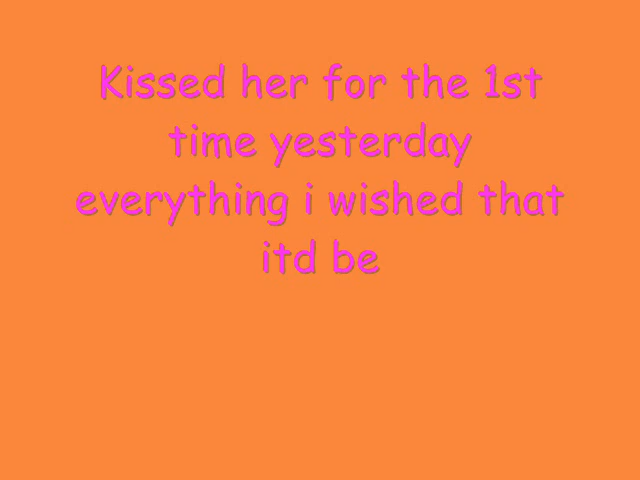 Kissed her for the 1st
time yesterday
everything i wished that
itd be